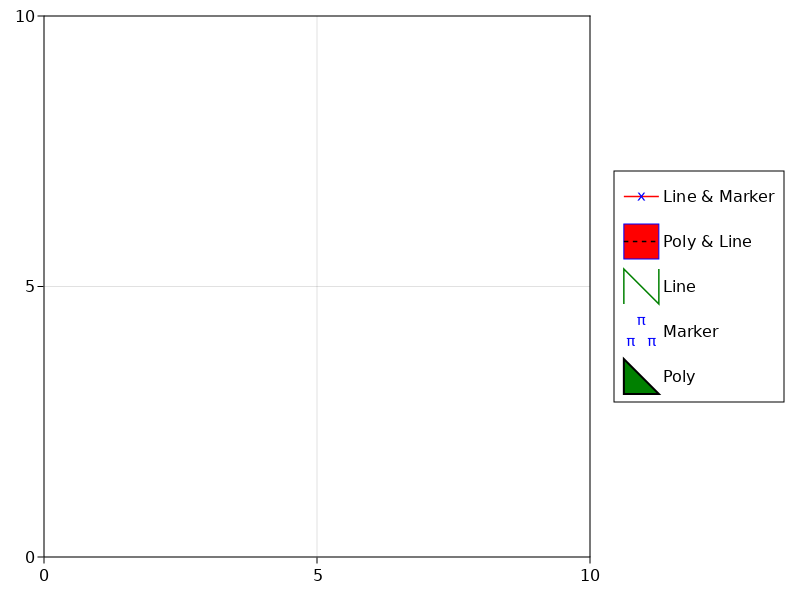 10
5
0
0 5 10
x Line & Marker
Poly & Line
Line
π
π π Marker
Poly